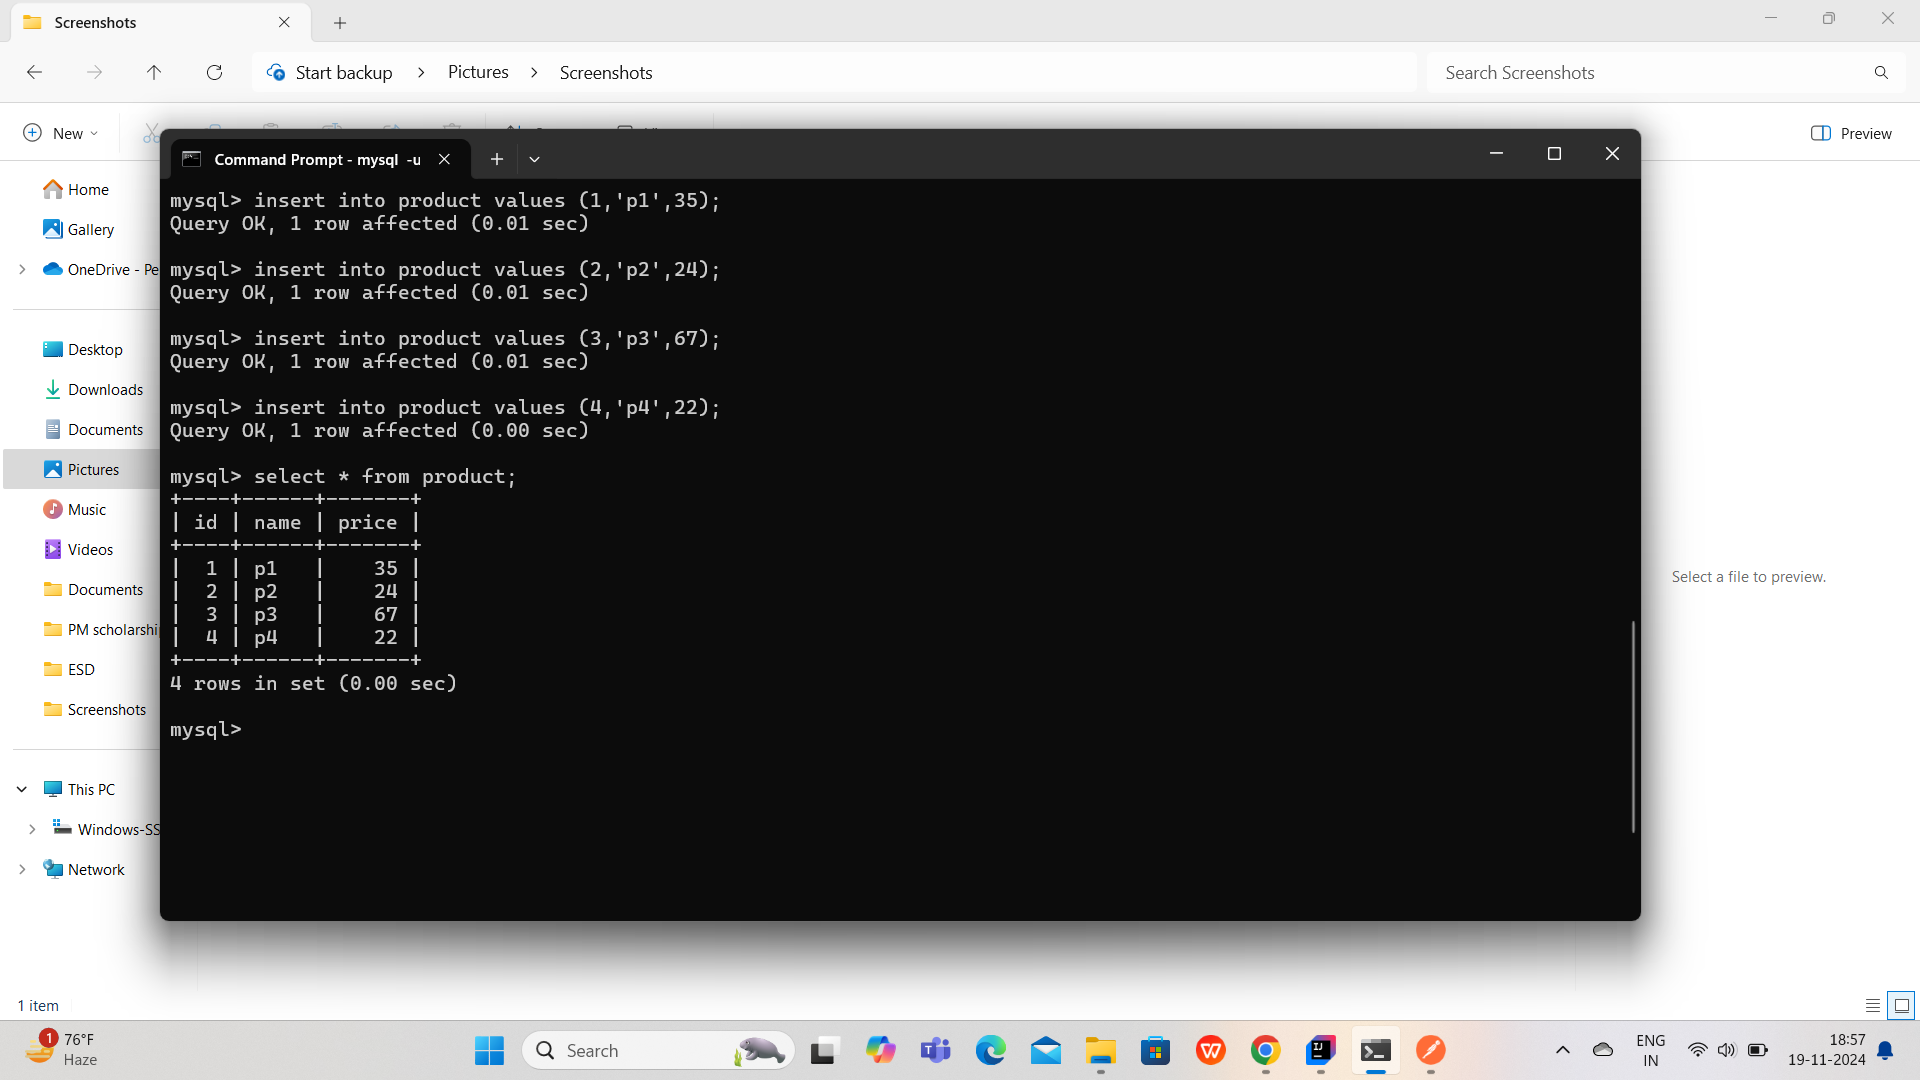 Screenshots
Start backup > Pictures > Screenshots
Search Screenshots
New
Preview
Command Prompt - mysql -u
Home
Gallery
OneDrive - Pe
Desktop
Downloads
Documents
Pictures
Music
Videos
Documents
PM scholarshi
ESD
Screenshots
This PC
Windows-SS
Network
mysql> insert into product values (1,'p1',35);
Query OK, 1 row affected (0.01 sec)
mysql> insert into product values (2,'p2',24);
Query OK, 1 row affected (0.01 sec)
mysql> insert into product values (3,'p3',67);
Query OK, 1 row affected (0.01 sec)
mysql> insert into product values (4,'p4',22);
Query OK, 1 row affected (0.00 sec)
mysql> select * from product;
+----+------+-------+
| id | name | price |
+----+------+-------+
|  1 | p1   |    35 |
|  2 | p2   |    24 |
|  3 | p3   |    67 |
|  4 | p4   |    22 |
+----+------+-------+
4 rows in set (0.00 sec)
mysql>
Select a file to preview.
1 item
1
76°F
Haze
Search
ENG
IN
18:57
19-11-2024